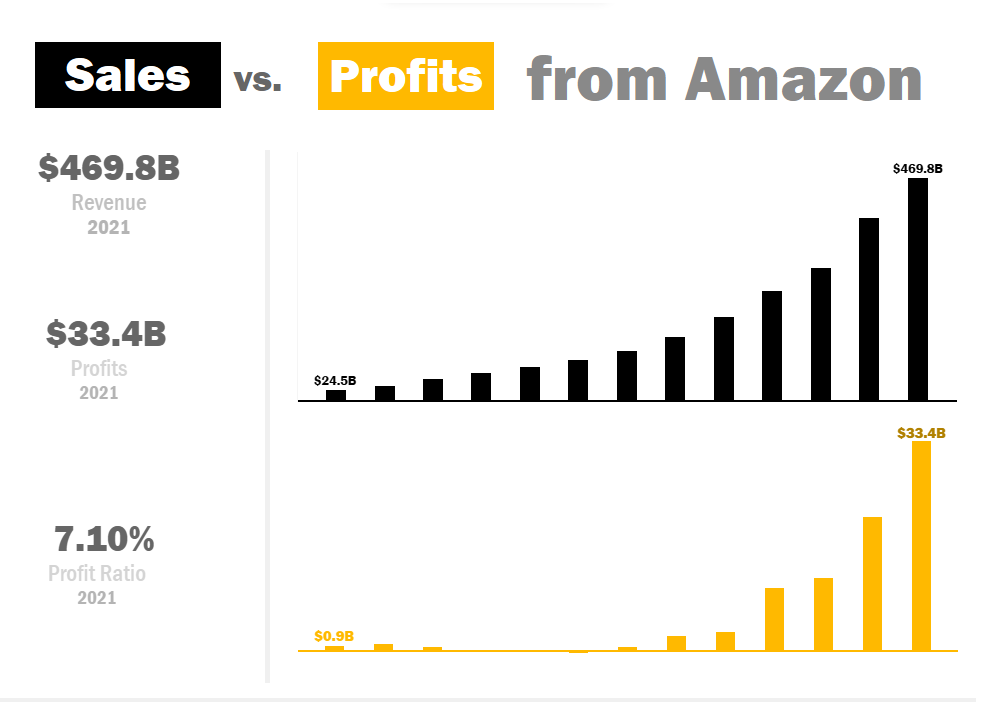 Sales vs. Profits from Amazon
$469.8B
Revenue
2021
$33.4B
Profits
2021
7.10%
Profit Ratio
2021
$24.5B
$469.8B
$0.9B
$33.4B